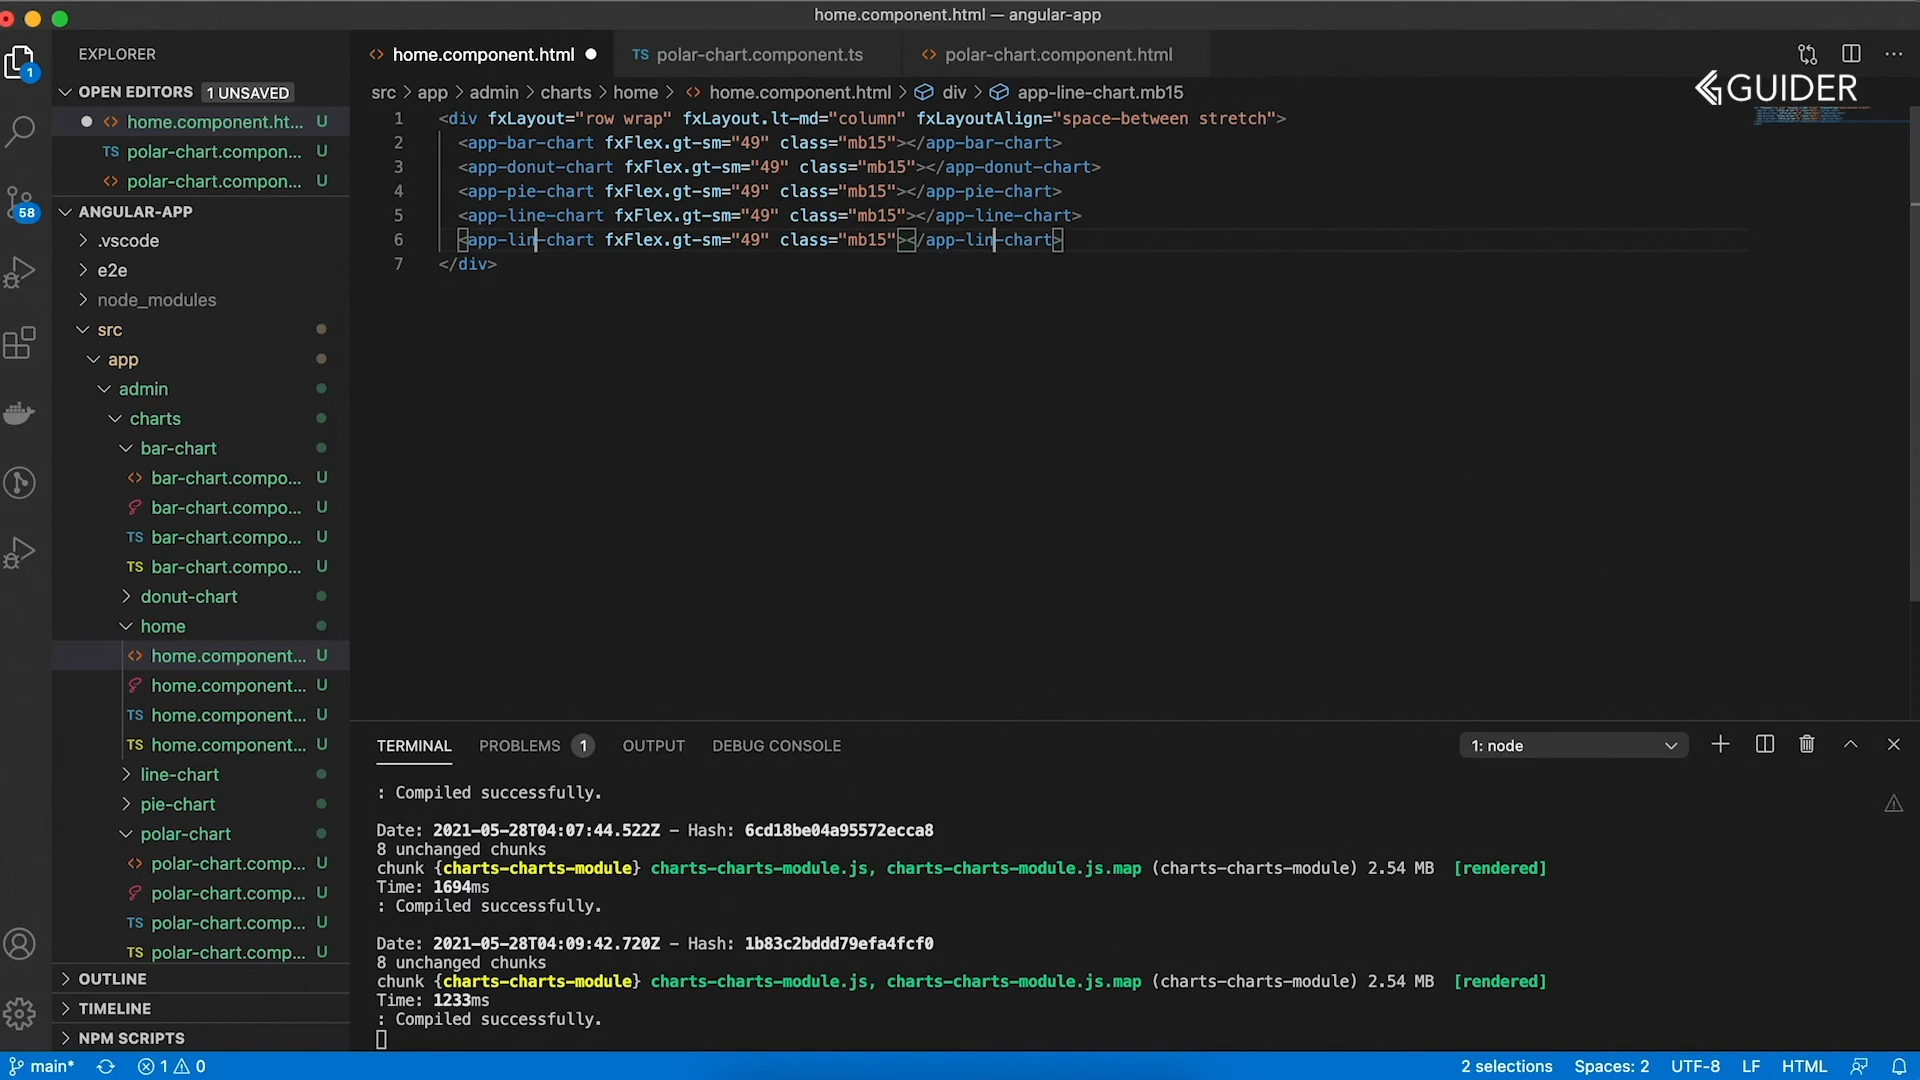 home.component.html — angular-app
EXPLORER
OPEN EDITORS 1 UNSAVED
home.component.ht... U
TS polar-chart.compon... U
polar-chart.compon... U
ANGULAR-APP
.vscode
e2e
node_modules
src
app
admin
charts
bar-chart
bar-chart.compo... U
bar-chart.compo... U
TS bar-chart.compo... U
TS bar-chart.compo... U
donut-chart
home
home.component... U
home.component... U
TS home.component... U
TS home.component... U
line-chart
pie-chart
polar-chart
polar-chart.comp... U
polar-chart.comp... U
TS polar-chart.comp... U
TS polar-chart.comp... U
OUTLINE
TIMELINE
NPM SCRIPTS
1
58
home.component.html
TS polar-chart.component.ts
polar-chart.component.html
GUIDER
src > app > admin > charts > home > home.component.html > div > app-line-chart.mb15
1 <div fxLayout="row wrap" fxLayout.lt-md="column" fxLayoutAlign="space-between stretch">
2 <app-bar-chart fxFlex.gt-sm="49" class="mb15"></app-bar-chart>
3 <app-donut-chart fxFlex.gt-sm="49" class="mb15"></app-donut-chart>
4 <app-pie-chart fxFlex.gt-sm="49" class="mb15"></app-pie-chart>
5 <app-line-chart fxFlex.gt-sm="49" class="mb15"></app-line-chart>
6 <app-lin-chart fxFlex.gt-sm="49" class="mb15"></app-lin-chart>
7 </div>
TERMINAL PROBLEMS 1 OUTPUT DEBUG CONSOLE
1: node
: Compiled successfully.
Date: 2021-05-28T04:07:44.522Z - Hash: 6cd18be04a95572ecca8
8 unchanged chunks
chunk {charts-charts-module} charts-charts-module.js, charts-charts-module.js.map (charts-charts-module) 2.54 MB [rendered]
Time: 1694ms
: Compiled successfully.
Date: 2021-05-28T04:09:42.720Z - Hash: 1b83c2bddd79efa4fcf0
8 unchanged chunks
chunk {charts-charts-module} charts-charts-module.js, charts-charts-module.js.map (charts-charts-module) 2.54 MB [rendered]
Time: 1233ms
: Compiled successfully.
main* 1 0
2 selections Spaces: 2 UTF-8 LF HTML